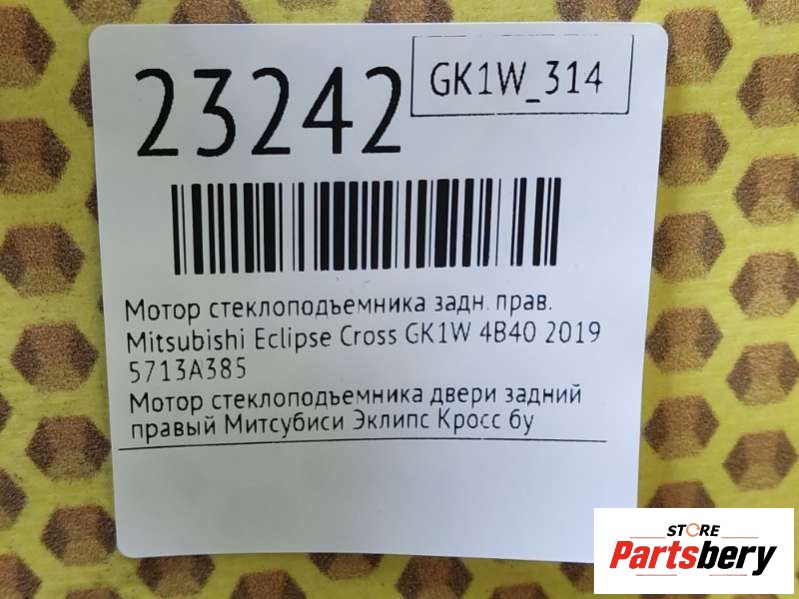 23242
GK1W_314
Мотор стеклоподъемника задн. прав.
Mitsubishi Eclipse Cross GK1W 4B40 2019
5713A385
Мотор стеклоподъемника двери задний
правый Митсубиси Эклипс Кросс бу
STORE
Partsbery